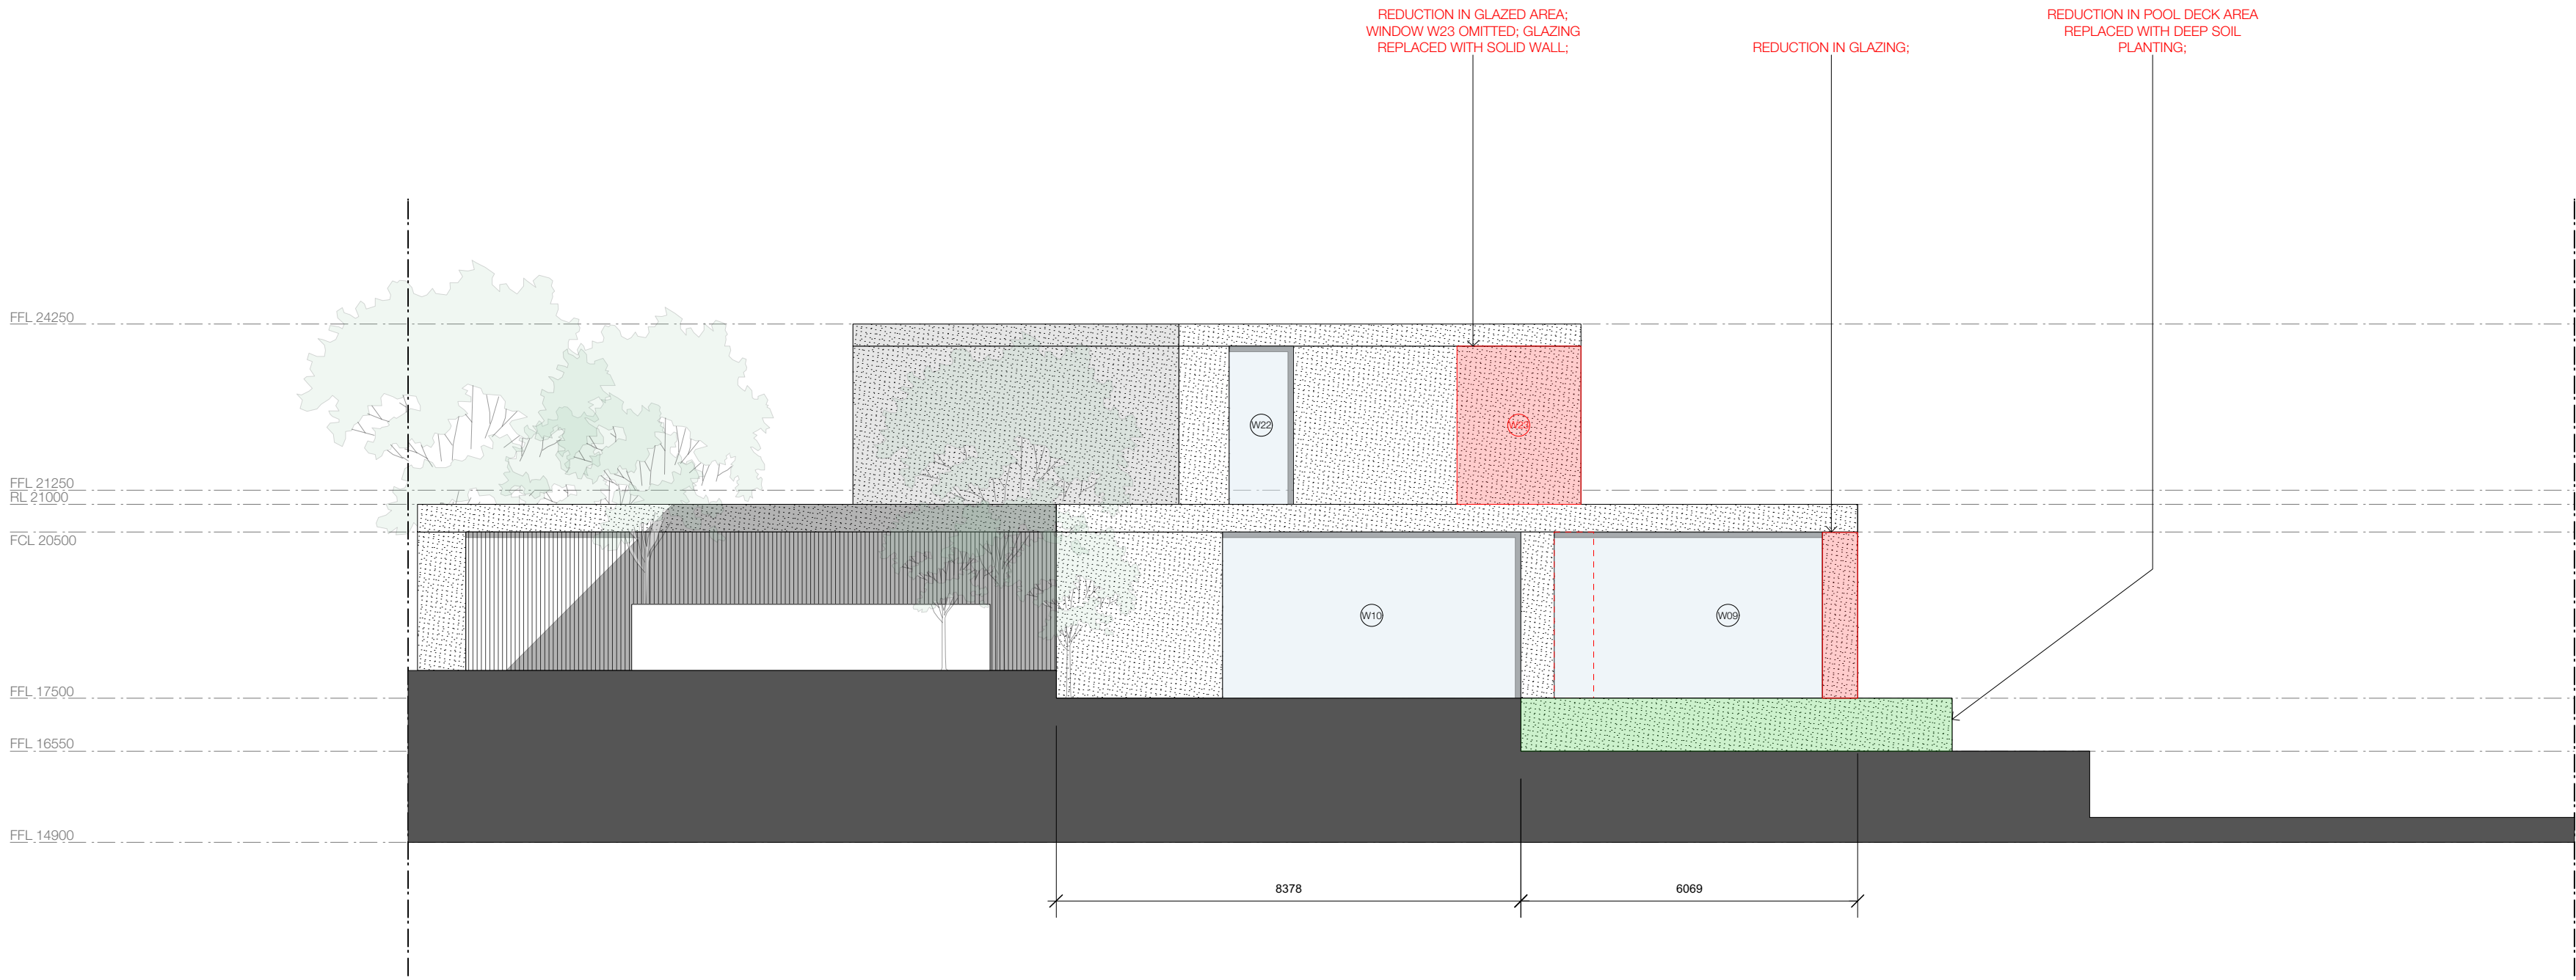 REDUCTION IN GLAZED AREA;
WINDOW W23 OMITTED; GLAZING
REPLACED WITH SOLID WALL;
REDUCTION IN GLAZING;
REDUCTION IN POOL DECK AREA
REPLACED WITH DEEP SOIL
PLANTING;
FFL 24250
W22
W23
FFL 21250
RL 21000
FCL 20500
W10
W09
FFL 17500
FFL 16550
FFL 14900
8378
6069